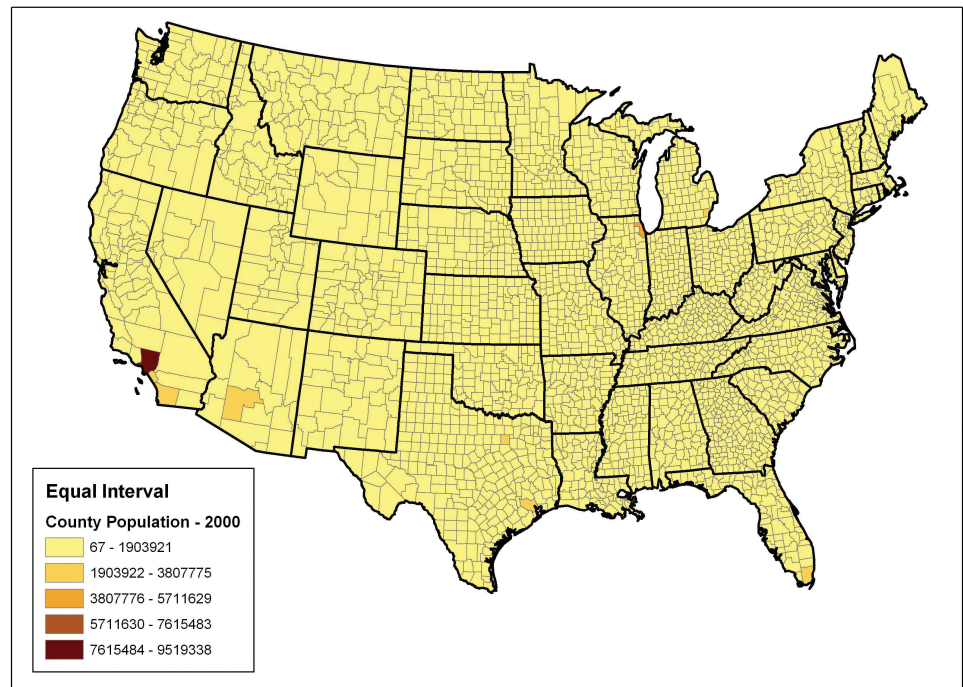 Equal Interval
County Population - 2000
67 - 1903921
1903922 - 3807775
3807776 - 5711629
5711630 - 7615483
7615484 - 9519338